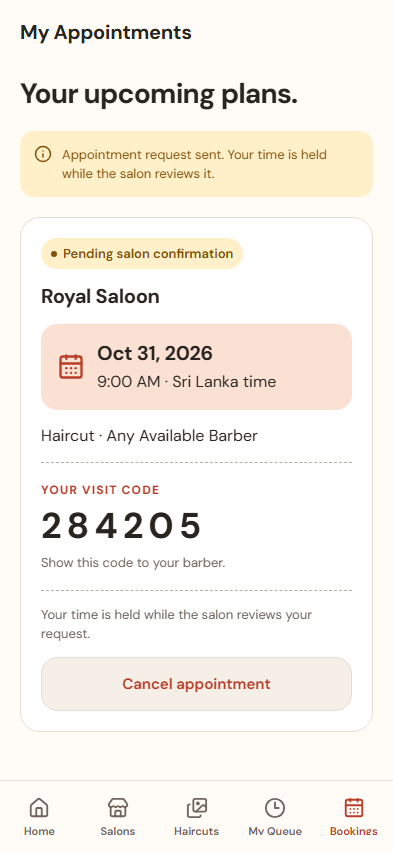 My Appointments
Your upcoming plans.
Appointment request sent. Your time is held
while the salon reviews it.
Pending salon confirmation
Royal Saloon
Oct 31, 2026
9:00 AM · Sri Lanka time
Haircut · Any Available Barber
YOUR VISIT CODE
284205
Show this code to your barber.
Your time is held while the salon reviews your
request.
Cancel appointment
Home Salons Haircuts My Queue Bookings